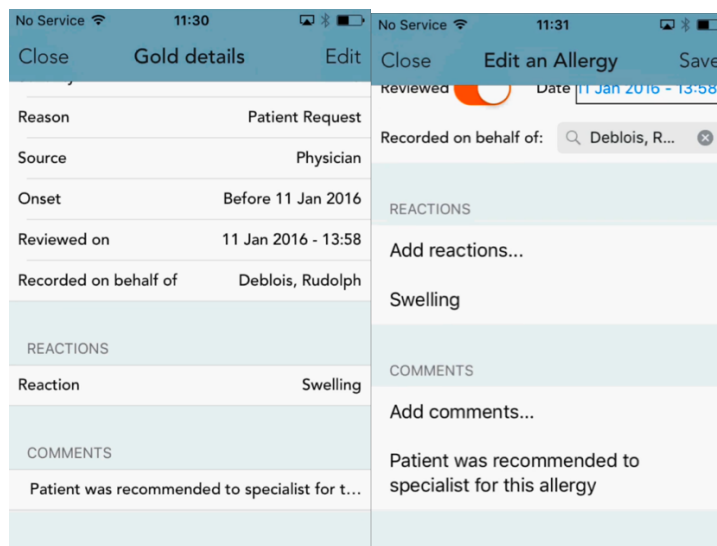 No Service 11:30
Close Gold details Edit
Reason Patient Request
Source Physician
Onset Before 11 Jan 2016
Reviewed on 11 Jan 2016 - 13:58
Recorded on behalf of Deblois, Rudolph
REACTIONS
Reaction Swelling
COMMENTS
Patient was recommended to specialist for t...
No Service 11:31
Close Edit an Allergy Save
Reviewed Date 11 Jan 2016 - 13:58
Recorded on behalf of: Deblois, R...
REACTIONS
Add reactions...
Swelling
COMMENTS
Add comments...
Patient was recommended to
specialist for this allergy